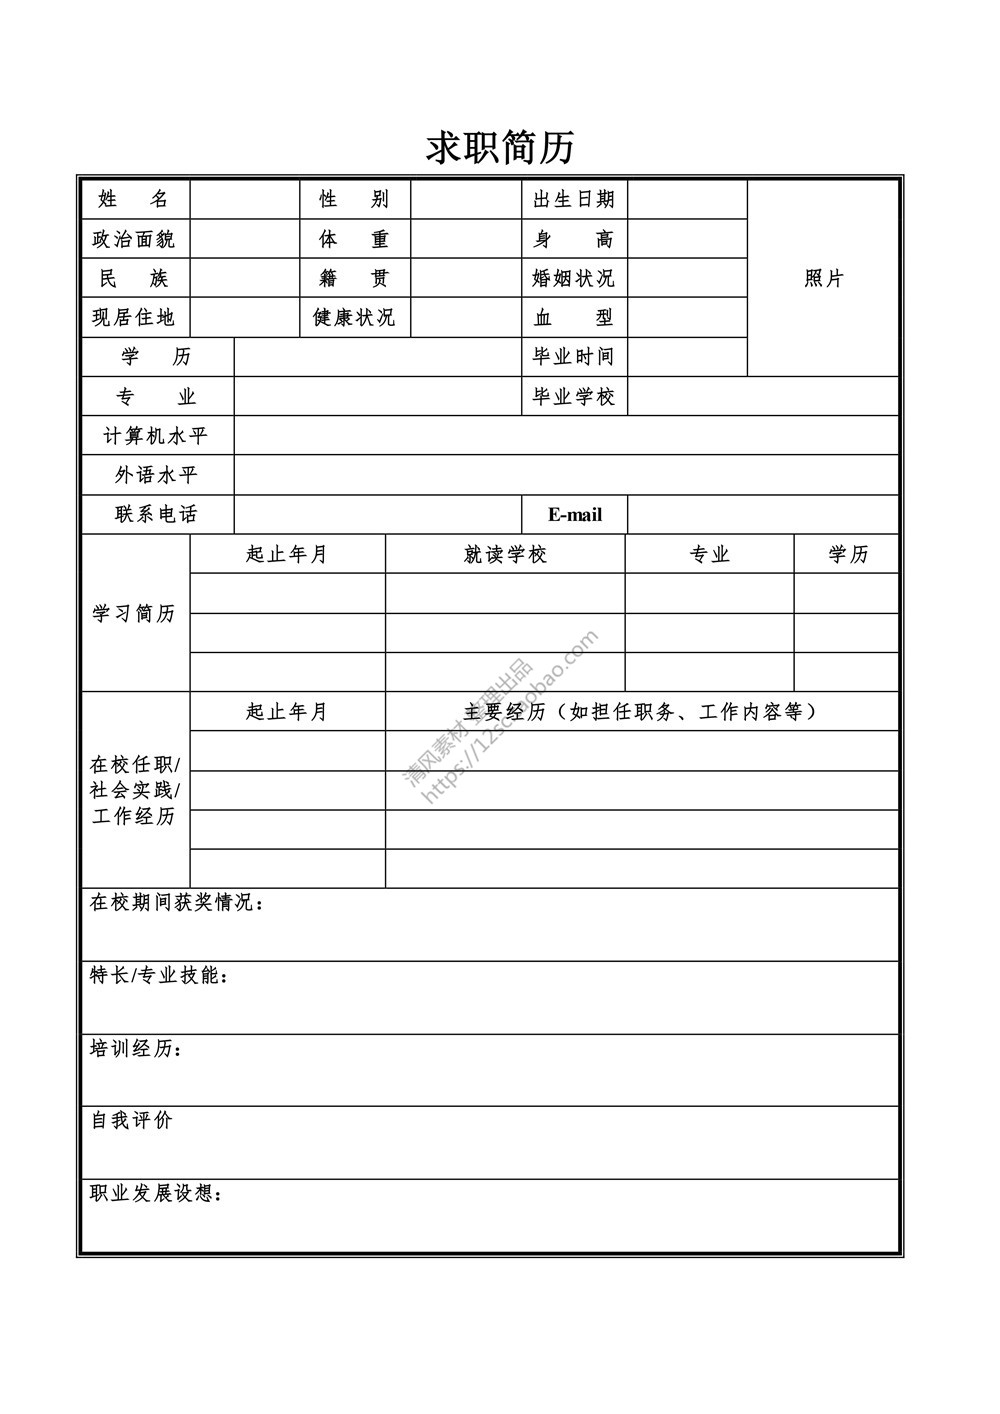 求职简历
姓 名 性 别 出生日期
政治面貌 体 重 身 高
民 族 籍 贯 婚姻状况 照片
现居住地 健康状况 血 型
学 历 毕业时间
专 业 毕业学校
计算机水平
外语水平
联系电话 E-mail
起止年月 就读学校 专业 学历
学习简历
起止年月 主要经历（如担任职务、工作内容等）
在校任职/
社会实践/
工作经历
清风素材 整理出品
https://12sc.taobao.com
在校期间获奖情况：
特长/专业技能：
培训经历：
自我评价
职业发展设想：